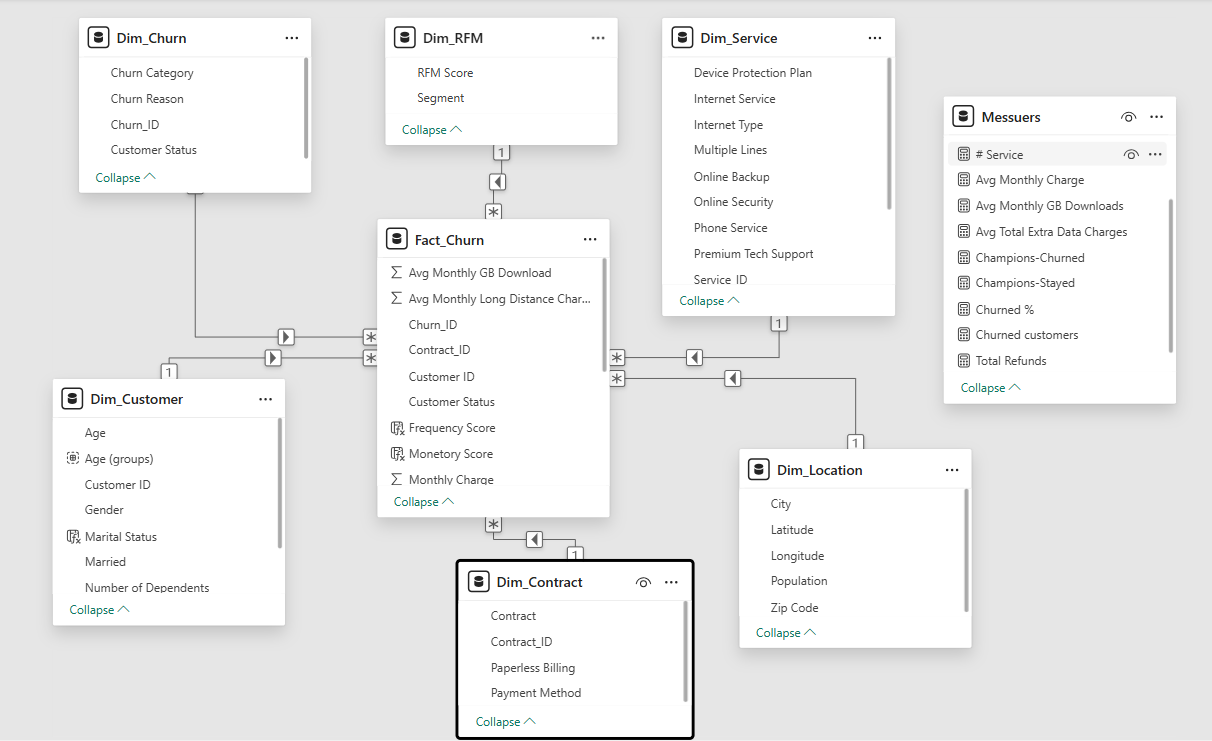 Dim_Churn
Churn Category
Churn Reason
Churn_ID
Customer Status
Collapse
Dim_RFM
RFM Score
Segment
Collapse
1
*
Dim_Service
Device Protection Plan
Internet Service
Internet Type
Multiple Lines
Online Backup
Online Security
Phone Service
Premium Tech Support
Service_ID
Collapse
1
*
Messuers
# Service
Avg Monthly Charge
Avg Monthly GB Downloads
Avg Total Extra Data Charges
Champions-Churned
Champions-Stayed
Churned %
Churned customers
Total Refunds
Collapse
Fact_Churn
Σ Avg Monthly GB Download
Σ Avg Monthly Long Distance Char...
Churn_ID
Contract_ID
Customer ID
Customer Status
Frequency Score
Monetory Score
Σ Monthly Charge
Collapse
*
*
*
1
Dim_Customer
Age
Age (groups)
Customer ID
Gender
Marital Status
Married
Number of Dependents
Collapse
1
Dim_Location
City
Latitude
Longitude
Population
Zip Code
Collapse
*
1
Dim_Contract
Contract
Contract_ID
Paperless Billing
Payment Method
Collapse